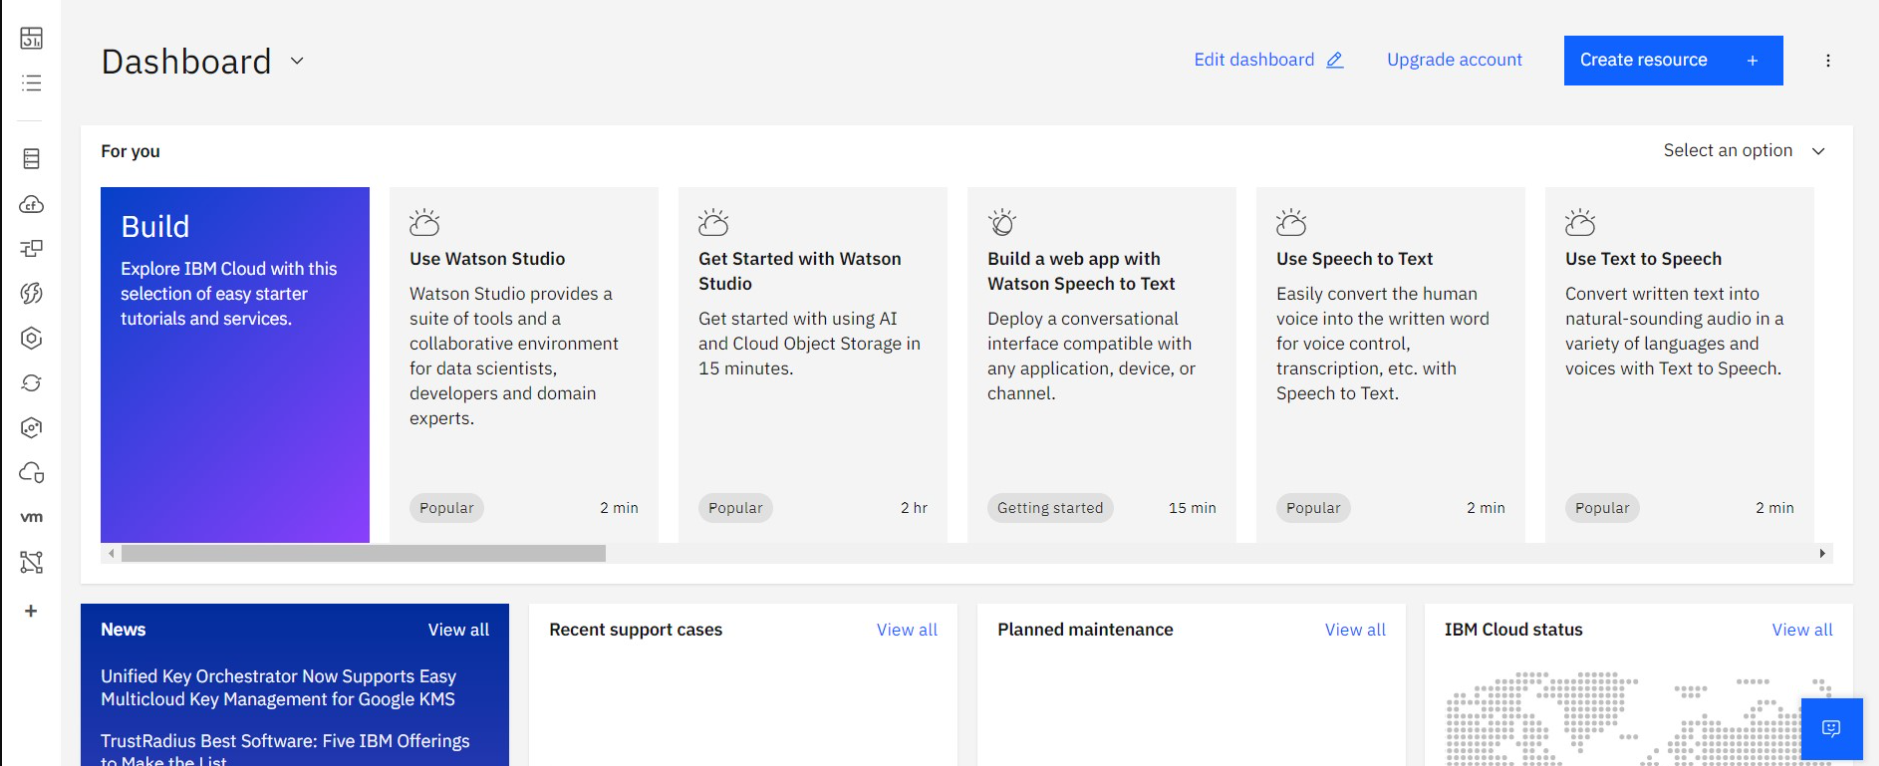 Dashboard
Edit dashboard
Upgrade account
Create resource +
For you
Select an option
Build
Explore IBM Cloud with this
selection of easy starter
tutorials and services.
Use Watson Studio
Watson Studio provides a
suite of tools and a
collaborative environment
for data scientists,
developers and domain
experts.
Popular
2 min
Get Started with Watson
Studio
Get started with using AI
and Cloud Object Storage in
15 minutes.
Popular
2 hr
Build a web app with
Watson Speech to Text
Deploy a conversational
interface compatible with
any application, device, or
channel.
Getting started
15 min
Use Speech to Text
Easily convert the human
voice into the written word
for voice control,
transcription, etc. with
Speech to Text.
Popular
2 min
Use Text to Speech
Convert written text into
natural-sounding audio in a
variety of languages and
voices with Text to Speech.
Popular
2 min
cf
vm
+
News
View all
Unified Key Orchestrator Now Supports Easy
Multicloud Key Management for Google KMS
TrustRadius Best Software: Five IBM Offerings
to Make the List
Recent support cases
View all
Planned maintenance
View all
IBM Cloud status
View all